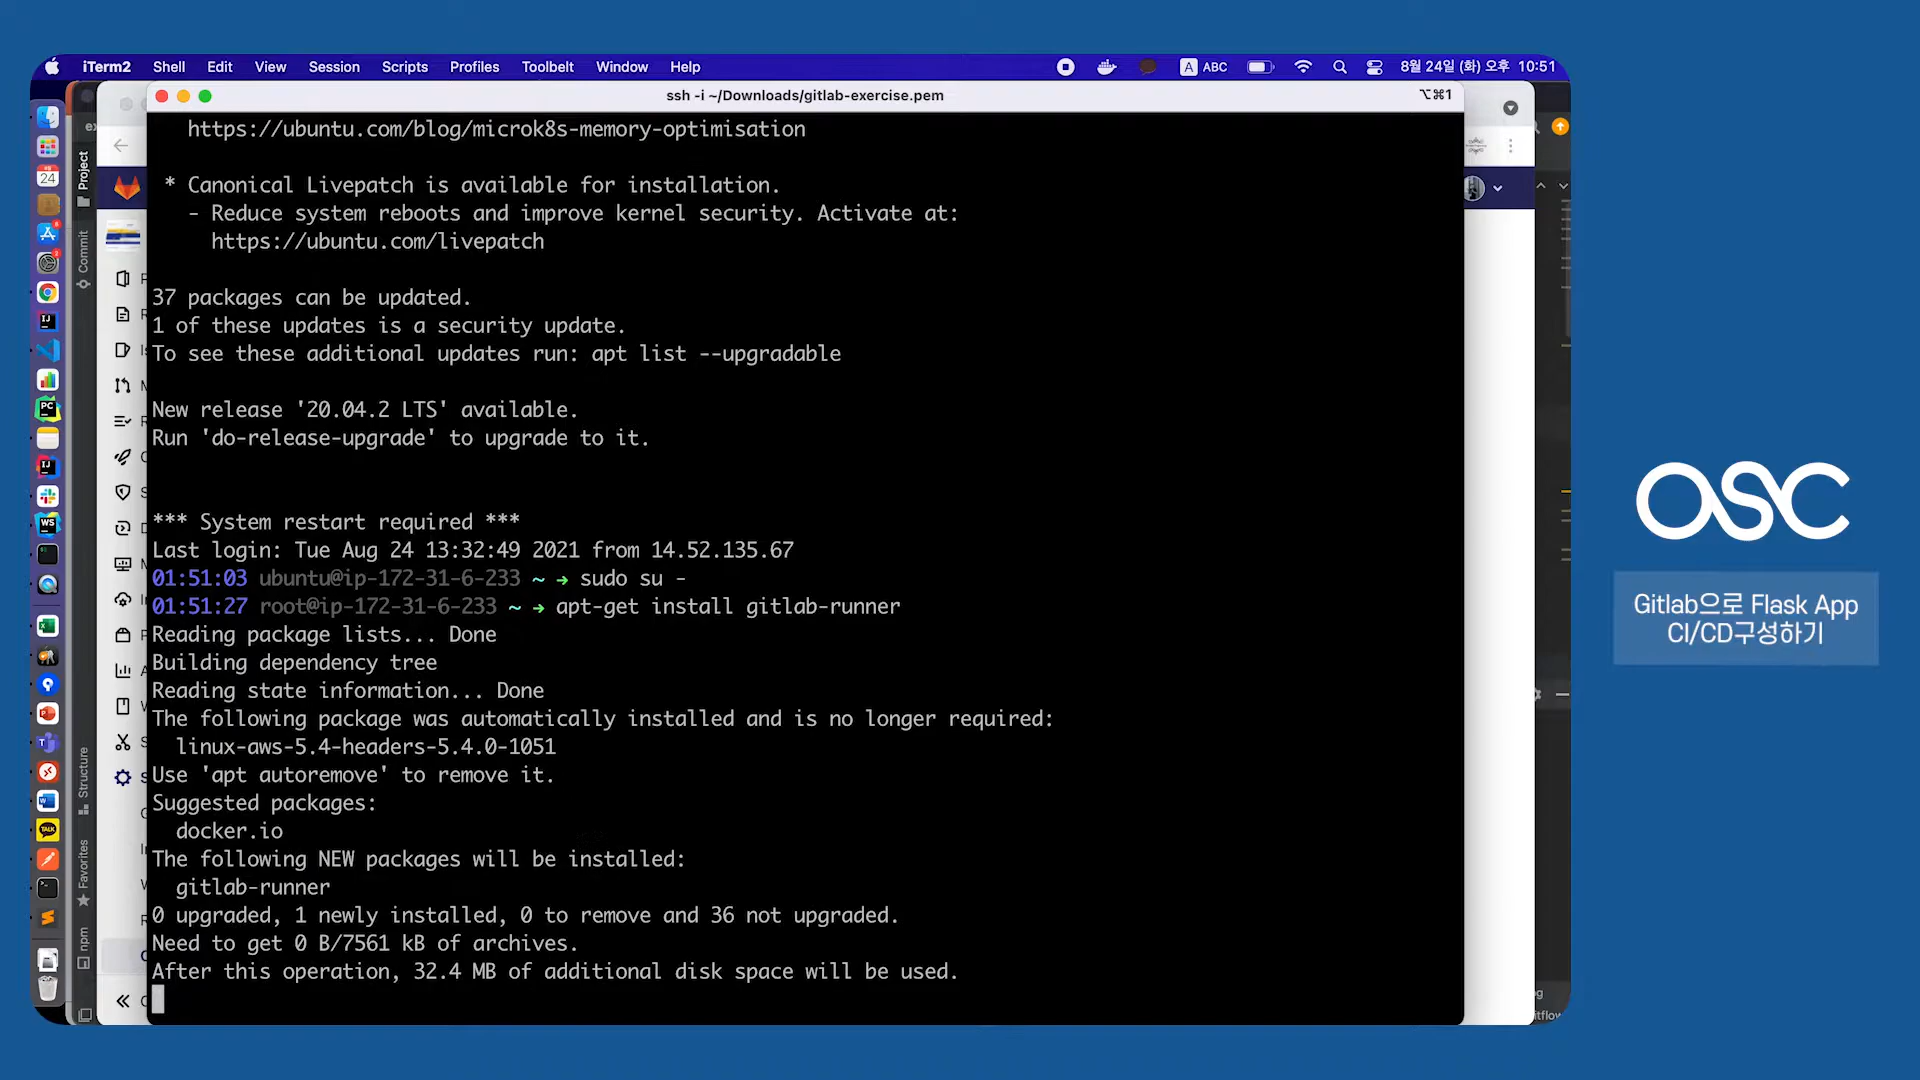 iTerm2 Shell Edit View Session Scripts Profiles Toolbelt Window Help
A ABC 8월 24일 (화) 오후 10:51
ssh -i ~/Downloads/gitlab-exercise.pem
⌥⌘1
https://ubuntu.com/blog/microk8s-memory-optimisation
* Canonical Livepatch is available for installation.
- Reduce system reboots and improve kernel security. Activate at:
https://ubuntu.com/livepatch
37 packages can be updated.
1 of these updates is a security update.
To see these additional updates run: apt list --upgradable
New release '20.04.2 LTS' available.
Run 'do-release-upgrade' to upgrade to it.
*** System restart required ***
Last login: Tue Aug 24 13:32:49 2021 from 14.52.135.67
01:51:03 ubuntu@ip-172-31-6-233 ~ → sudo su -
01:51:27 root@ip-172-31-6-233 ~ → apt-get install gitlab-runner
Reading package lists... Done
Building dependency tree
Reading state information... Done
The following package was automatically installed and is no longer required:
linux-aws-5.4-headers-5.4.0-1051
Use 'apt autoremove' to remove it.
Suggested packages:
docker.io
The following NEW packages will be installed:
gitlab-runner
0 upgraded, 1 newly installed, 0 to remove and 36 not upgraded.
Need to get 0 B/7561 kB of archives.
After this operation, 32.4 MB of additional disk space will be used.
Project
Commit
Structure
Favorites
npm
24
OSC
Gitlab으로 Flask App
CI/CD구성하기